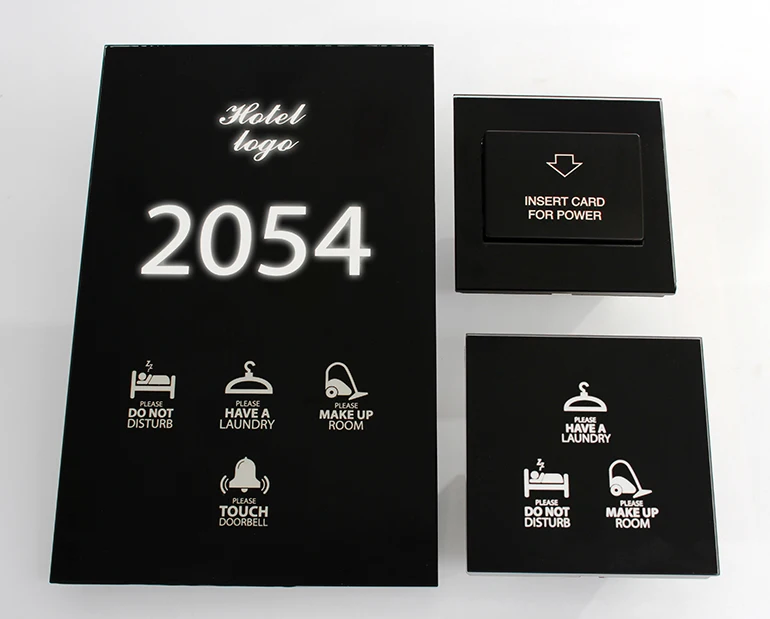 Hotel
logo
2054
PLEASE
DO NOT
DISTURB
PLEASE
HAVE A
LAUNDRY
PLEASE
MAKE UP
ROOM
PLEASE
TOUCH
DOORBELL
INSERT CARD
FOR POWER
PLEASE
HAVE A
LAUNDRY
PLEASE
DO NOT
DISTURB
PLEASE
MAKE UP
ROOM